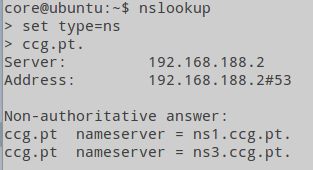 core@ubuntu:~$ nslookup
> set type=ns
> ccg.pt.
Server: 192.168.188.2
Address: 192.168.188.2#53
Non-authoritative answer:
ccg.pt nameserver = ns1.ccg.pt.
ccg.pt nameserver = ns3.ccg.pt.